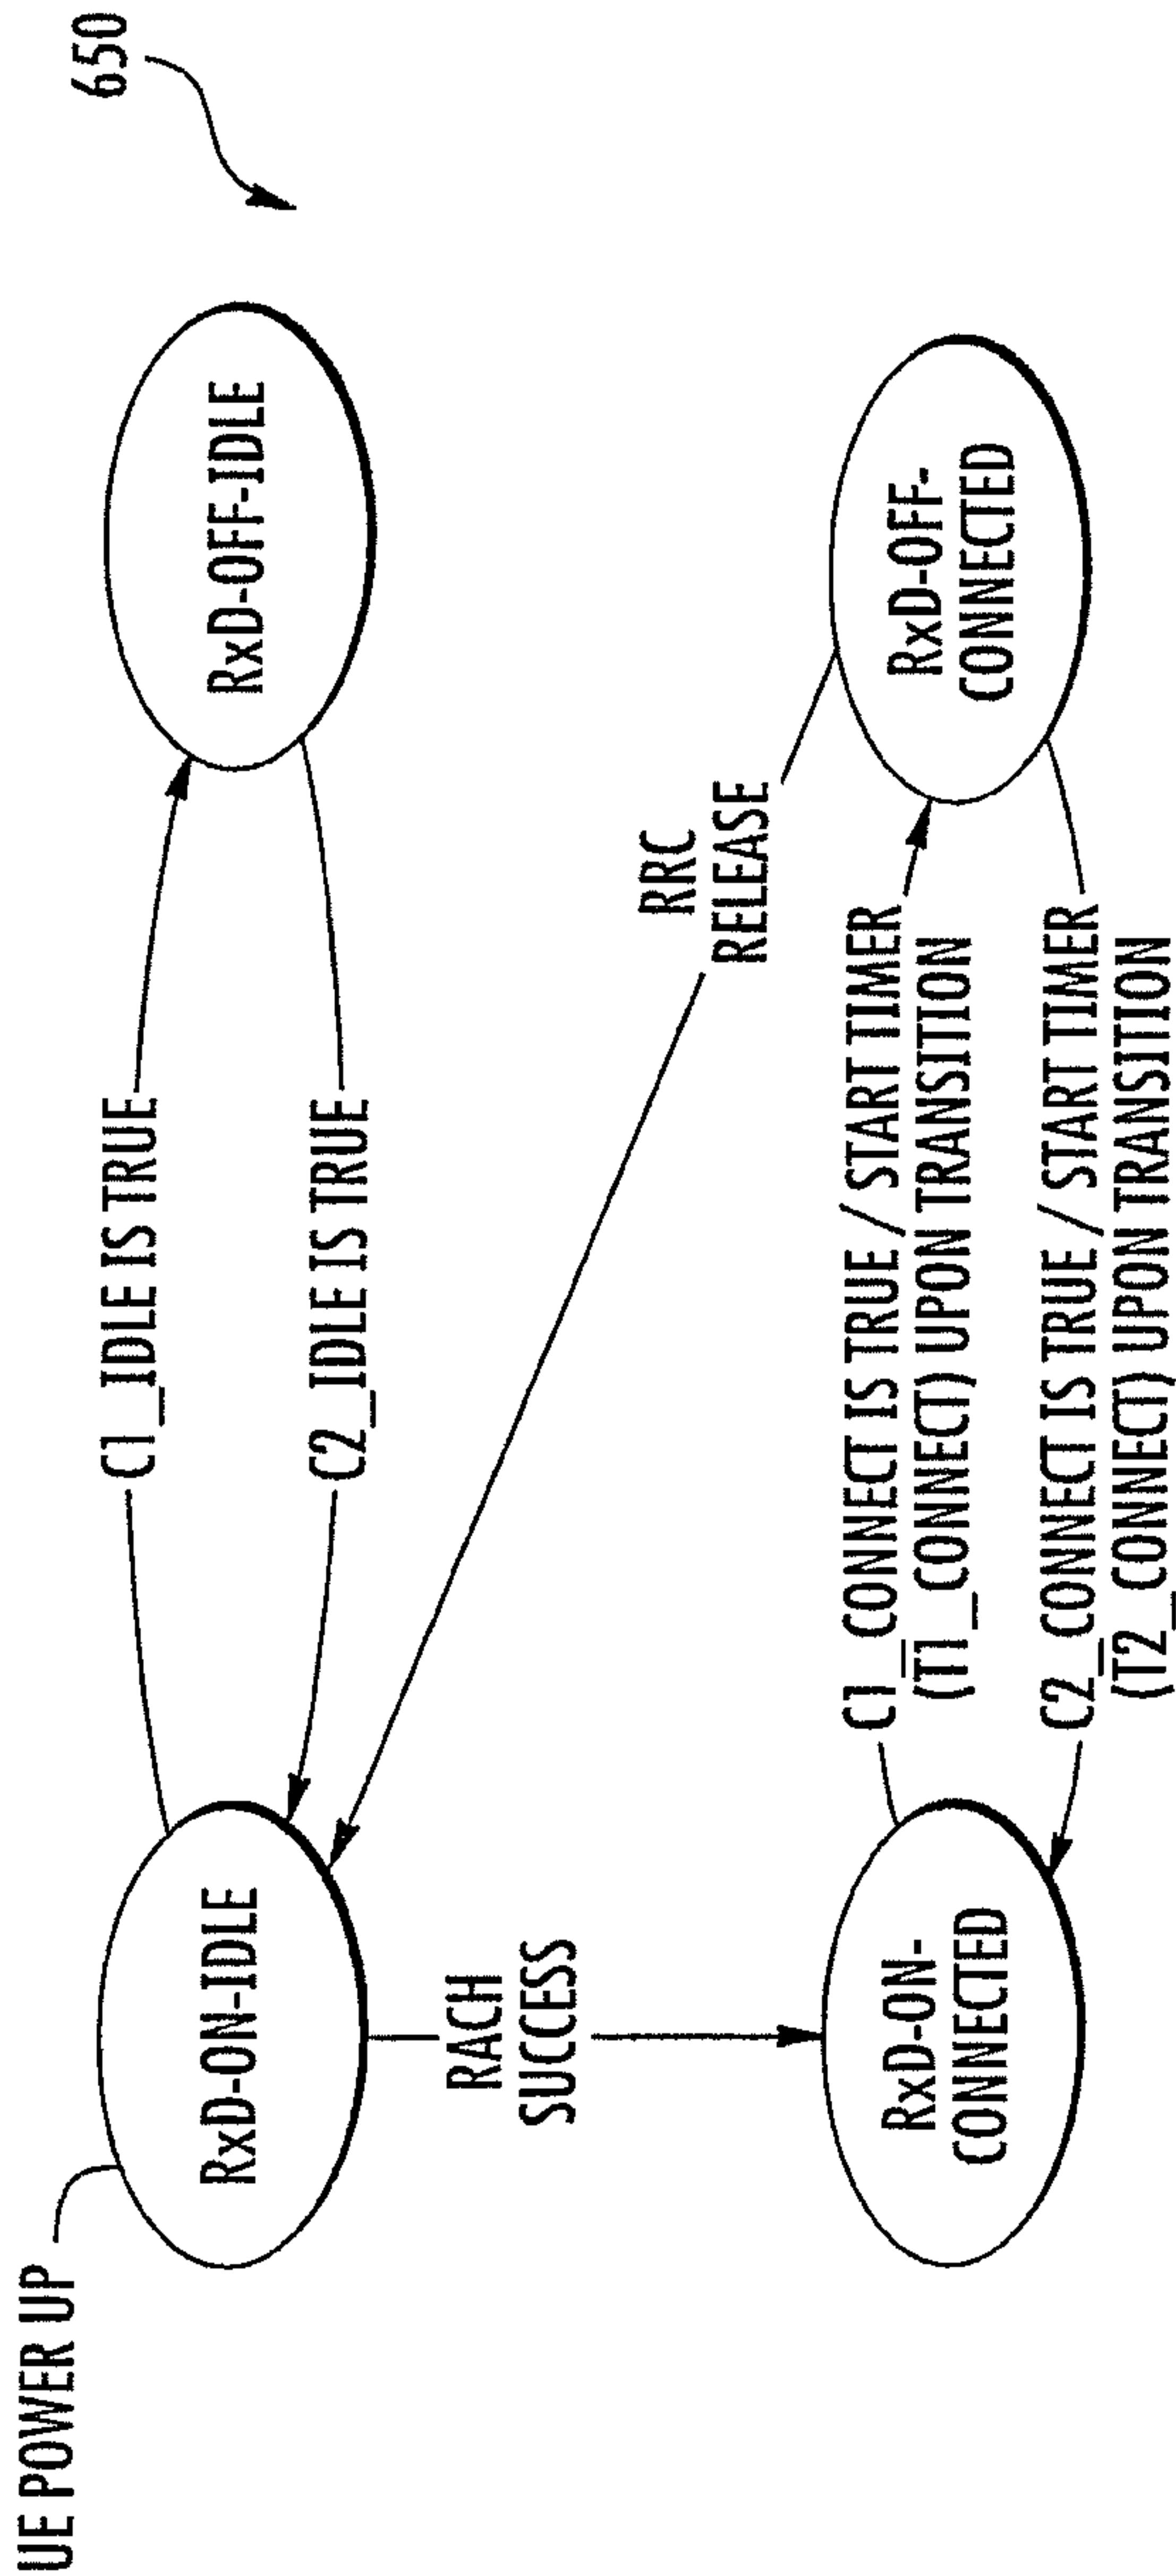 650
UE POWER UP
RxD-ON-IDLE
C1_IDLE IS TRUE
C2_IDLE IS TRUE
RxD-OFF-IDLE
RACH
SUCCESS
RRC
RELEASE
RxD-ON-
CONNECTED
C1_CONNECT IS TRUE / START TIMER
(T1_CONNECT) UPON TRANSITION
C2_CONNECT IS TRUE / START TIMER
(T2_CONNECT) UPON TRANSITION
RxD-OFF-
CONNECTED